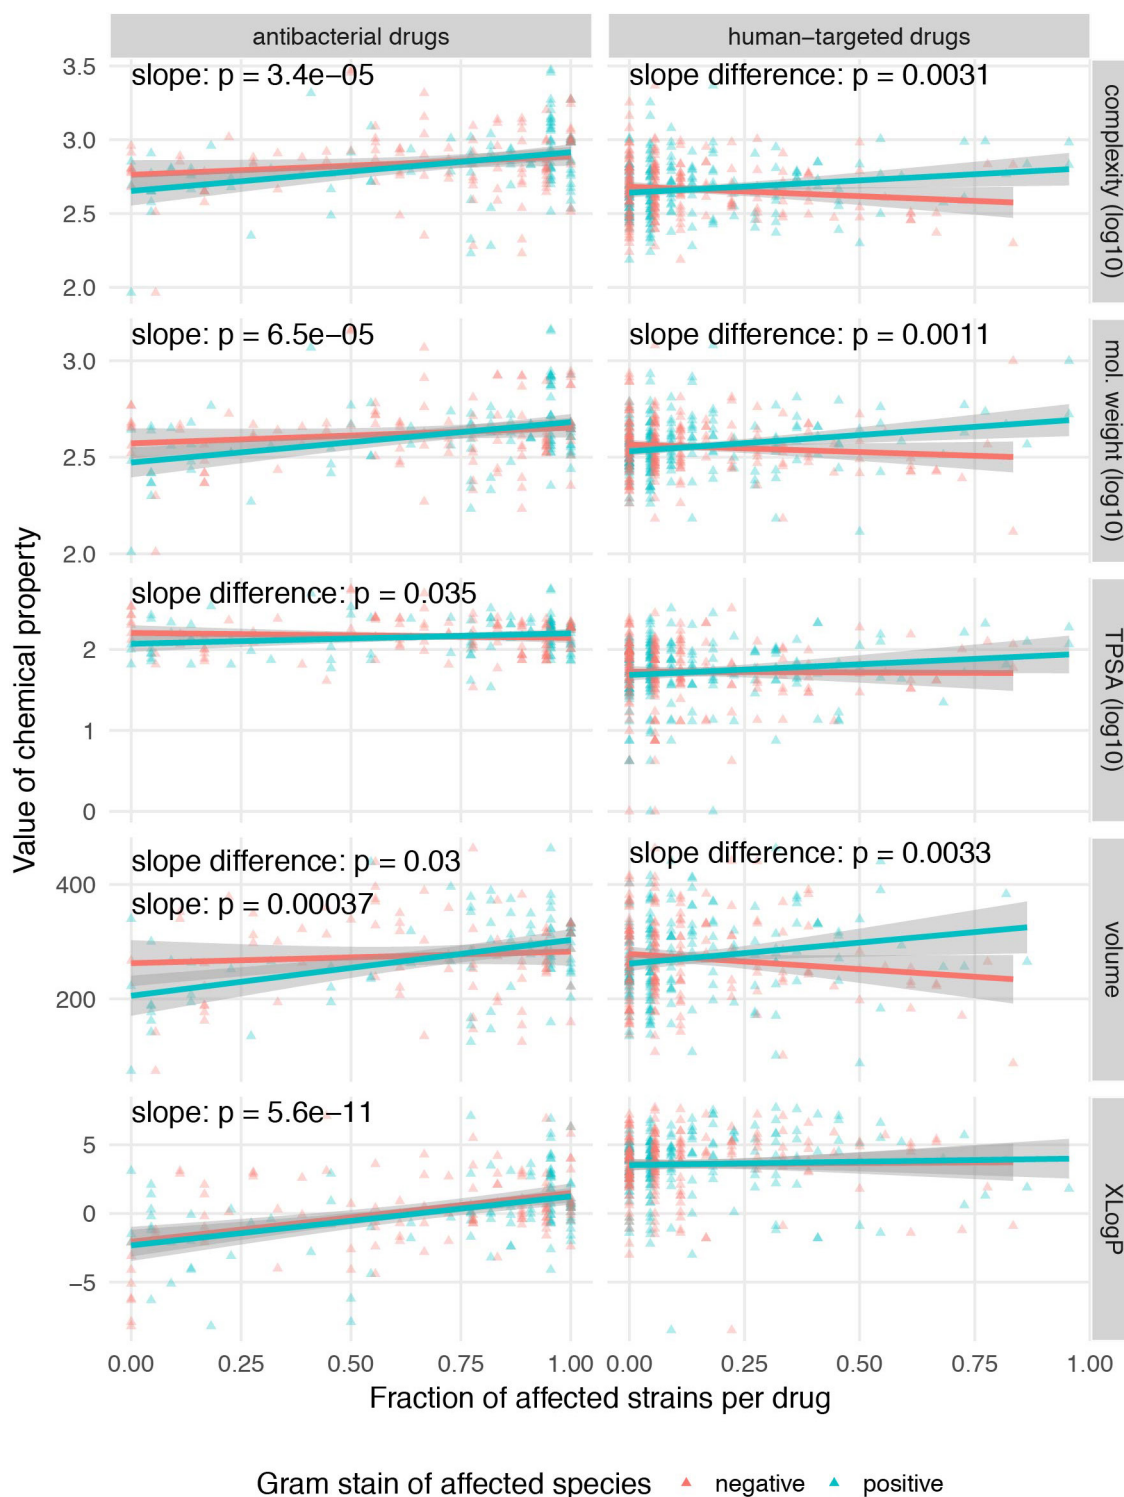 antibacterial drugs
human−targeted drugs
slope: p = 3.4e−05
slope difference: p = 0.0031
3.5
3.0
2.5
2.0
complexity (log10)
slope: p = 6.5e−05
slope difference: p = 0.0011
3.0
2.5
2.0
mol. weight (log10)
slope difference: p = 0.035
2
1
0
TPSA (log10)
slope difference: p = 0.03
slope: p = 0.00037
slope difference: p = 0.0033
400
200
volume
slope: p = 5.6e−11
5
0
−5
XLogP
Value of chemical property
0.00 0.25 0.50 0.75 1.00 0.00 0.25 0.50 0.75 1.00
Fraction of affected strains per drug
Gram stain of affected species negative positive